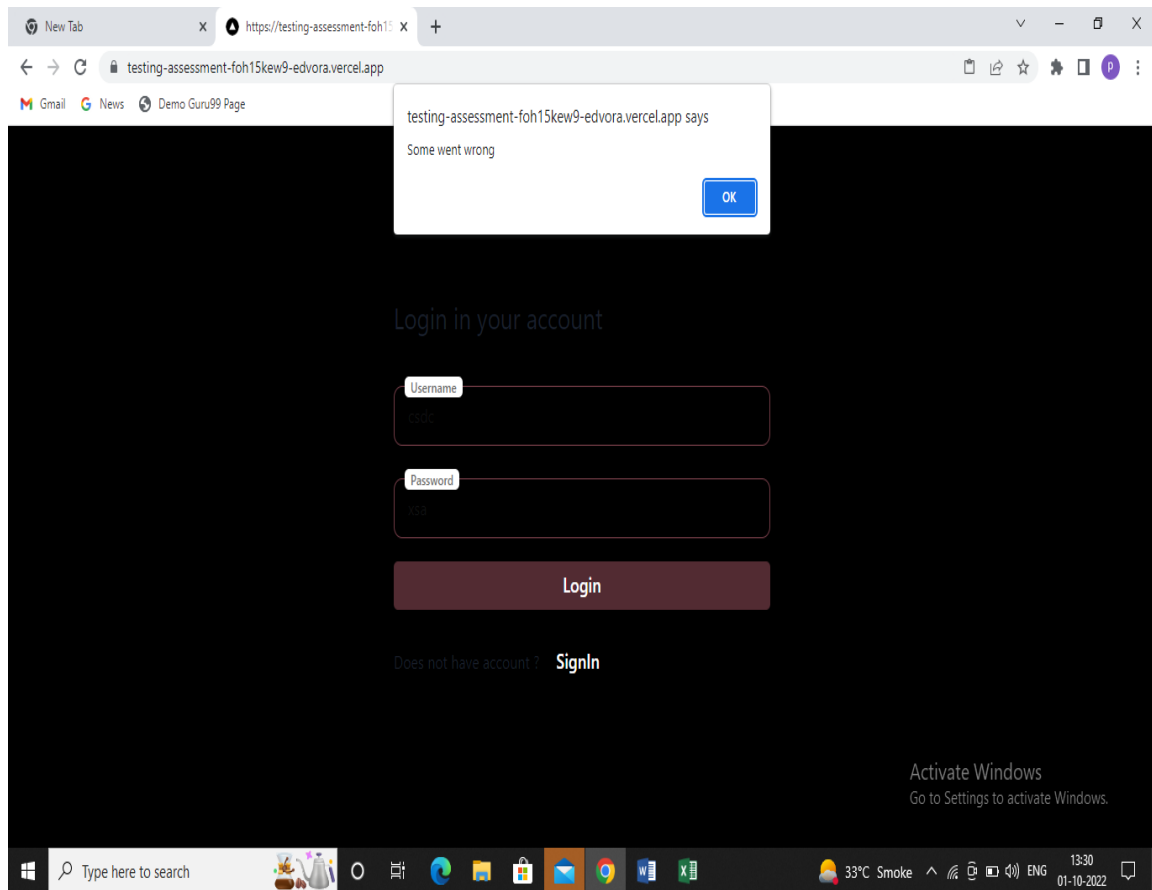 New Tab
https://testing-assessment-foh15
testing-assessment-foh15kew9-edvora.vercel.app
P
Gmail
News
Demo Guru99 Page
testing-assessment-foh15kew9-edvora.vercel.app says
Some went wrong
OK
Login in your account
Username
csdc
Password
xsa
Login
Does not have account ? SignIn
Activate Windows
Go to Settings to activate Windows.
Type here to search
33°C Smoke
ENG
13:30
01-10-2022